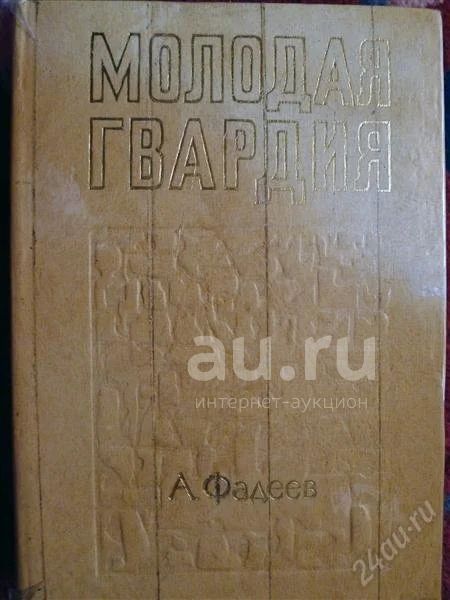 МОЛОДАЯ
ГВАРДИЯ
au.ru
интернет-аукцион
А. Фадеев
24au.ru